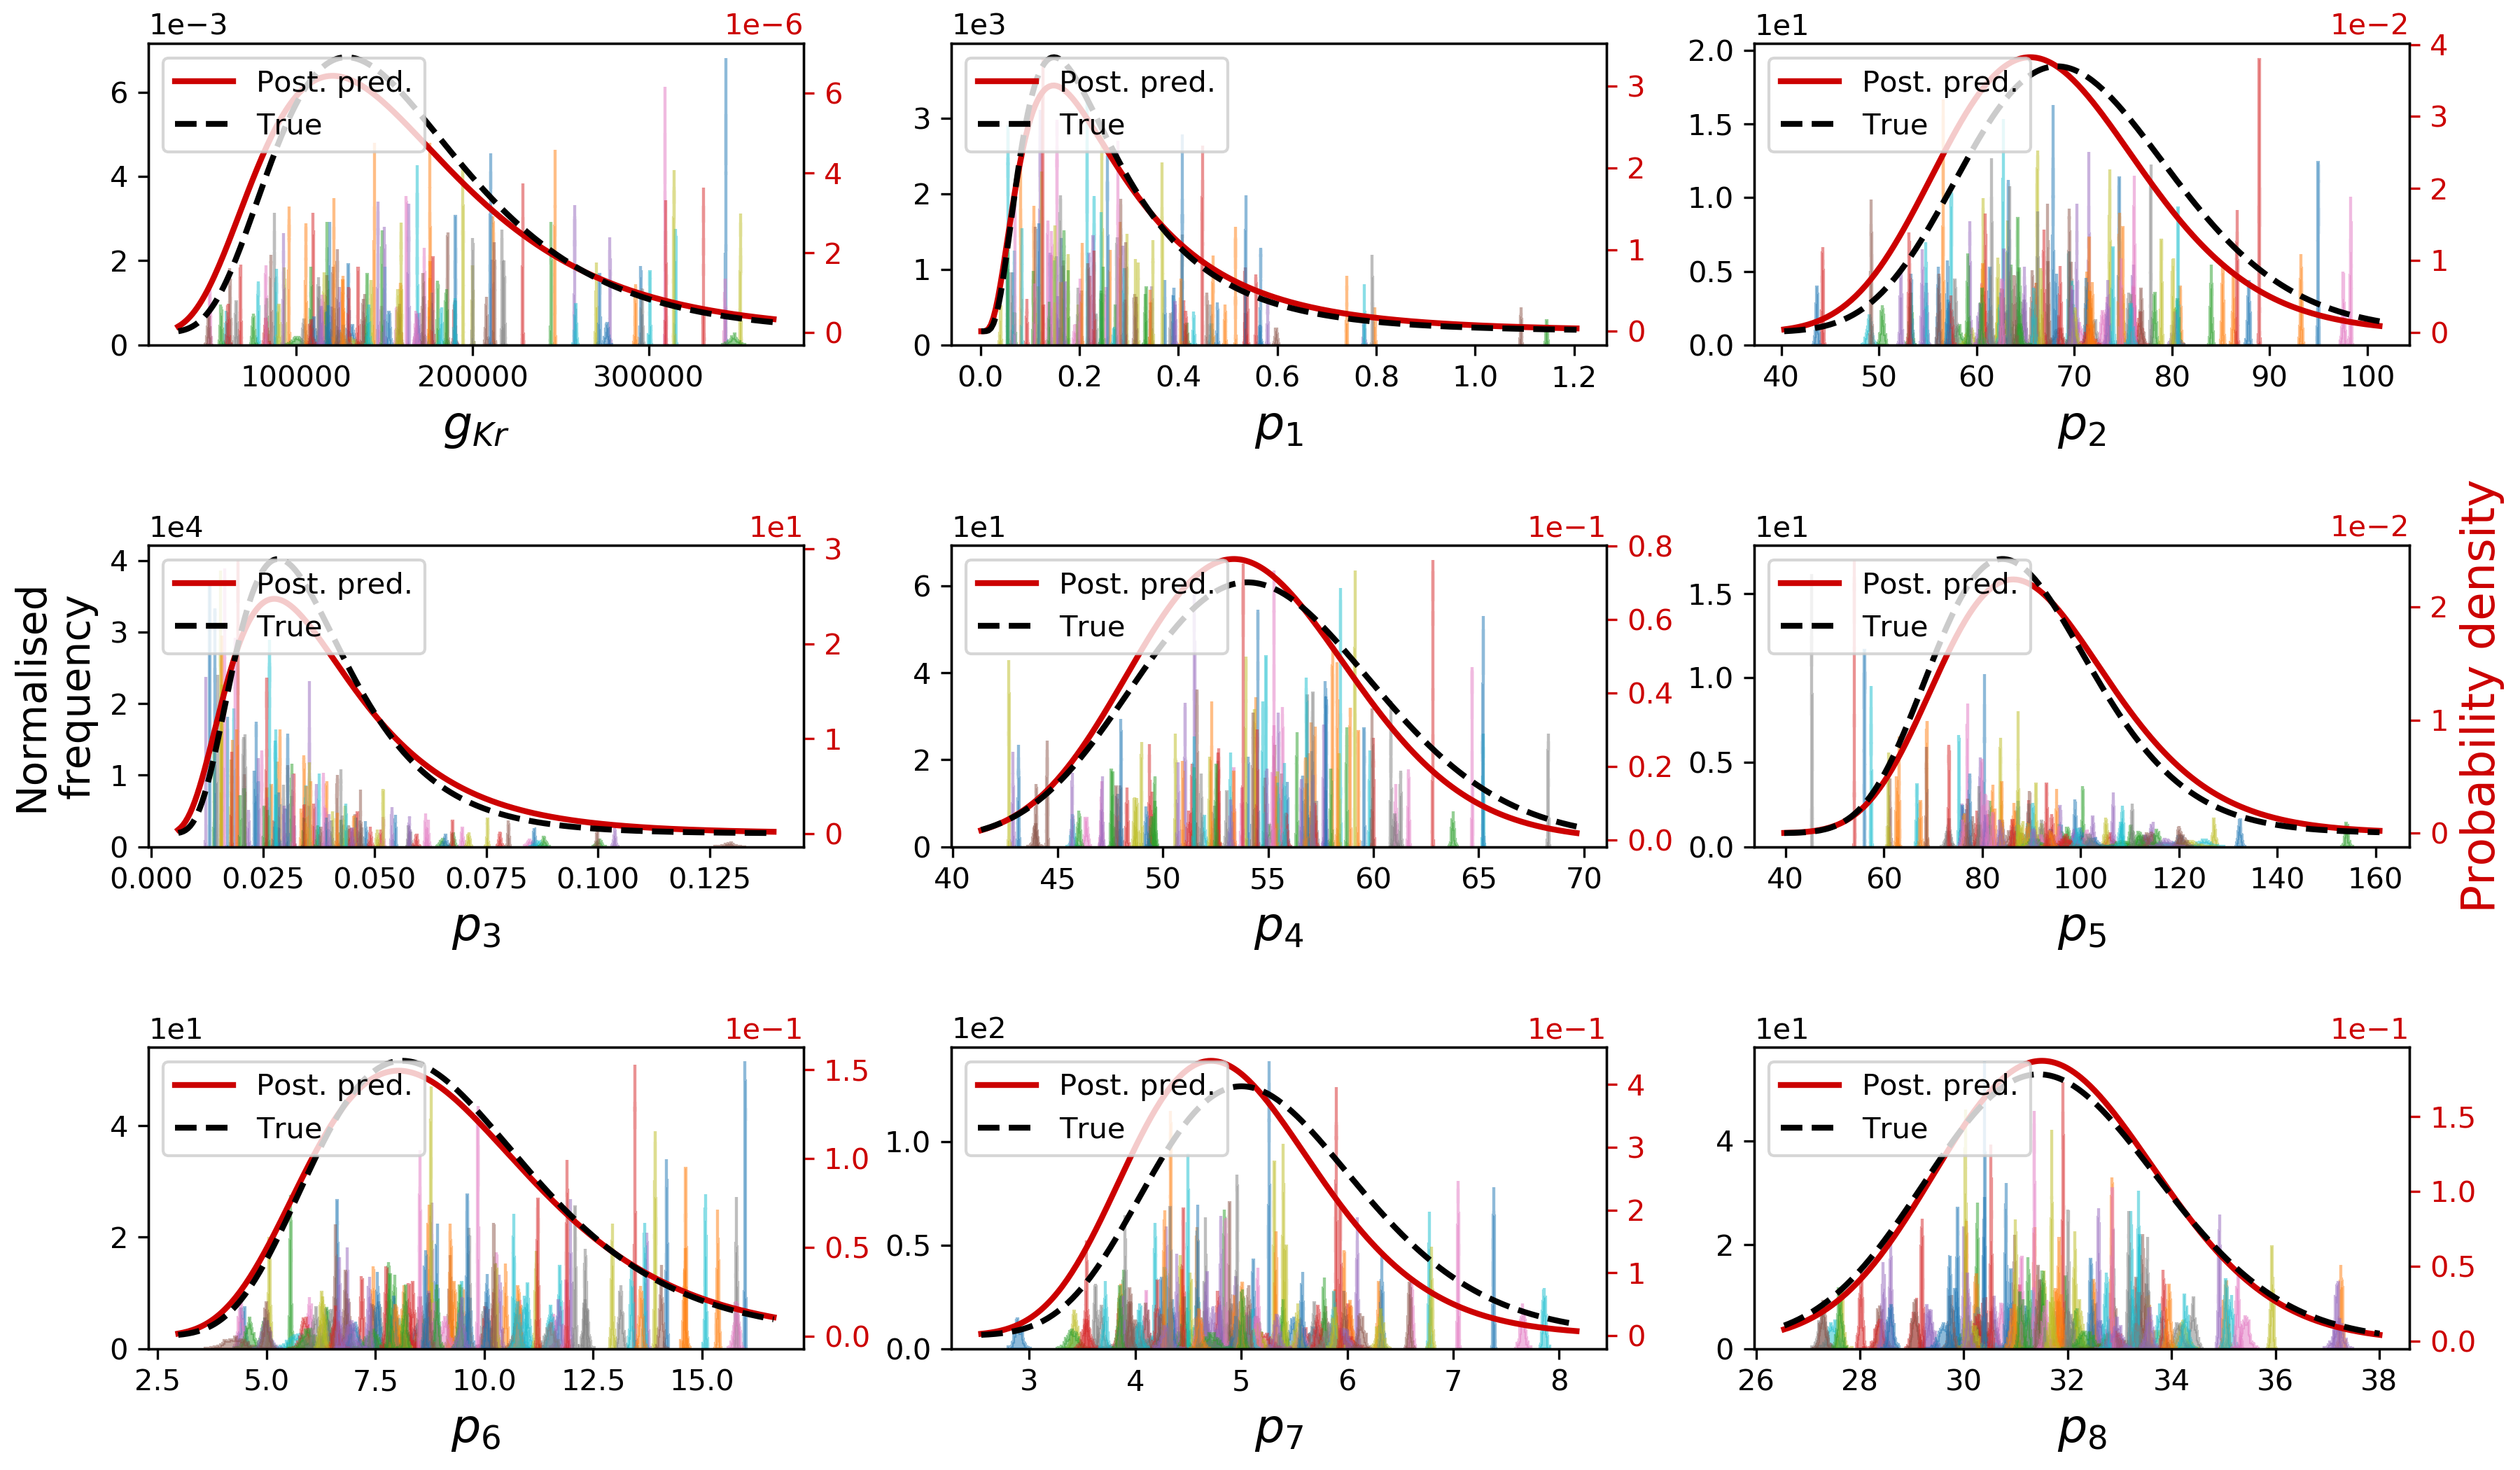 1e−3 1e−6
Post. pred.
True
6
4
2
0
6
4
2
0
100000 200000 300000
g_Kr
1e3
Post. pred.
True
3
2
1
0
3
2
1
0
0.0 0.2 0.4 0.6 0.8 1.0 1.2
p_1
1e1 1e−2
Post. pred.
True
2.0
1.5
1.0
0.5
0.0
4
3
2
1
0
40 50 60 70 80 90 100
p_2
Normalised
frequency
1e4 1e1
Post. pred.
True
4
3
2
1
0
3
2
1
0
0.000 0.025 0.050 0.075 0.100 0.125
p_3
1e1 1e−1
Post. pred.
True
6
4
2
0
0.8
0.6
0.4
0.2
0.0
40 45 50 55 60 65 70
p_4
1e1 1e−2
Post. pred.
True
1.5
1.0
0.5
0.0
2
1
0
40 60 80 100 120 140 160
p_5
Probability density
1e1 1e−1
Post. pred.
True
4
2
0
1.5
1.0
0.5
0.0
2.5 5.0 7.5 10.0 12.5 15.0
p_6
1e2 1e−1
Post. pred.
True
1.0
0.5
0.0
4
3
2
1
0
3 4 5 6 7 8
p_7
1e1 1e−1
Post. pred.
True
4
2
0
1.5
1.0
0.5
0.0
26 28 30 32 34 36 38
p_8